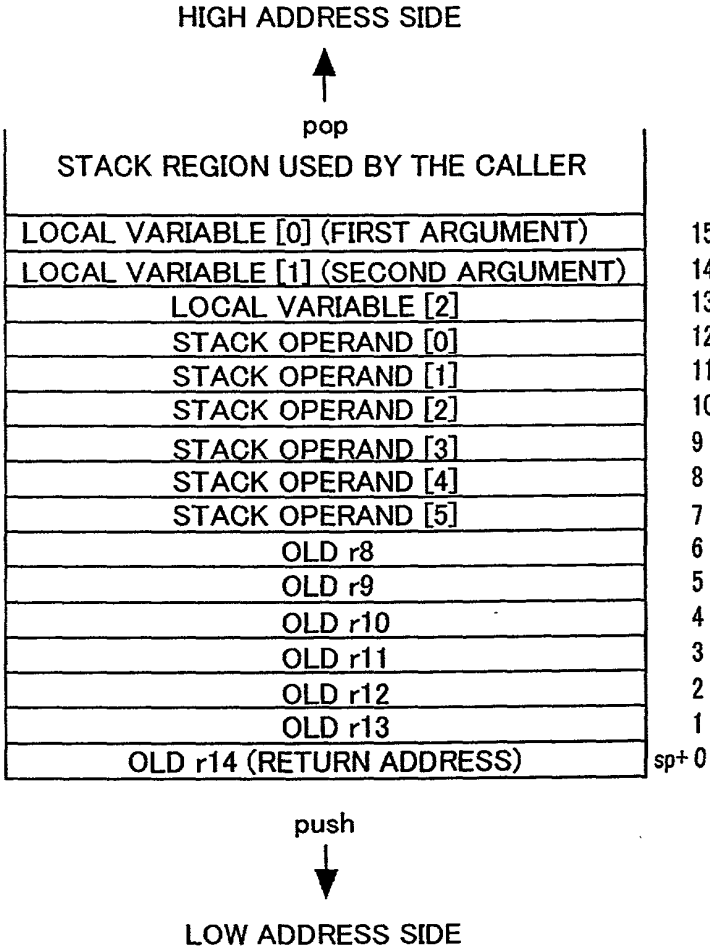 HIGH ADDRESS SIDE
pop
STACK REGION USED BY THE CALLER
LOCAL VARIABLE [0] (FIRST ARGUMENT) 15
LOCAL VARIABLE [1] (SECOND ARGUMENT) 14
LOCAL VARIABLE [2] 13
STACK OPERAND [0] 12
STACK OPERAND [1] 11
STACK OPERAND [2] 10
STACK OPERAND [3] 9
STACK OPERAND [4] 8
STACK OPERAND [5] 7
OLD r8 6
OLD r9 5
OLD r10 4
OLD r11 3
OLD r12 2
OLD r13 1
OLD r14 (RETURN ADDRESS) sp+0
push
LOW ADDRESS SIDE